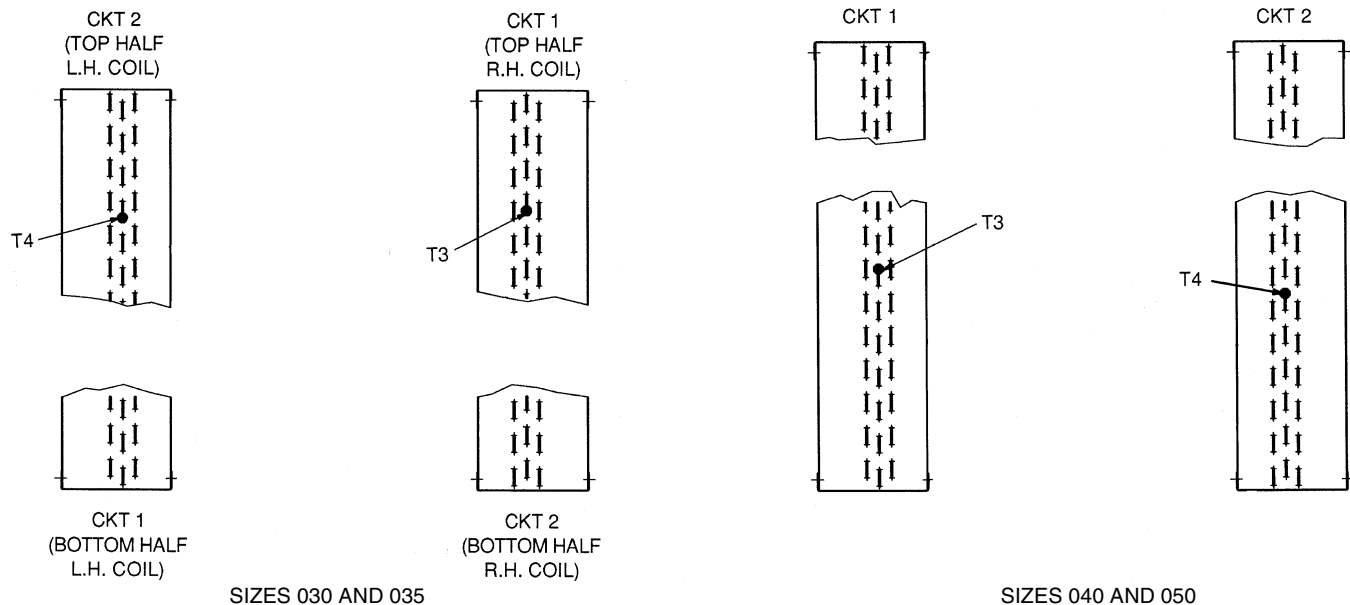 CKT 2
(TOP HALF
L.H. COIL)
T4
CKT 1
(BOTTOM HALF
L.H. COIL)
CKT 1
(TOP HALF
R.H. COIL)
T3
CKT 2
(BOTTOM HALF
R.H. COIL)
SIZES 030 AND 035
CKT 1
T3
CKT 2
T4
SIZES 040 AND 050